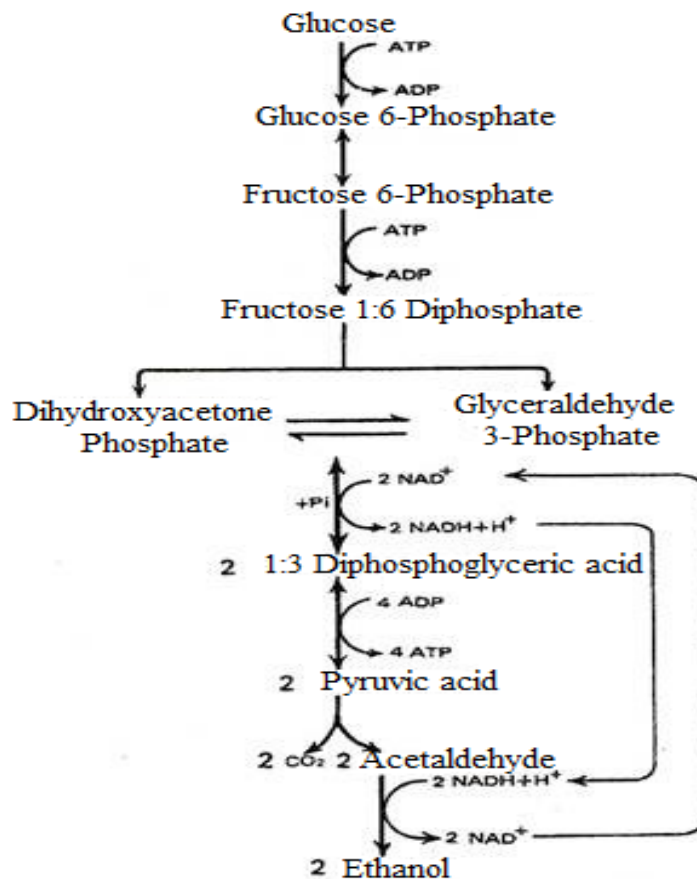 Glucose
ATP
ADP
Glucose 6-Phosphate
Fructose 6-Phosphate
ATP
ADP
Fructose 1:6 Diphosphate
Dihydroxyacetone
Phosphate
Glyceraldehyde
3-Phosphate
2 NAD⁺
+Pi
2 NADH+H⁺
2 1:3 Diphosphoglyceric acid
4 ADP
4 ATP
2 Pyruvic acid
2 CO₂ 2 Acetaldehyde
2 NADH+H⁺
2 NAD⁺
2 Ethanol